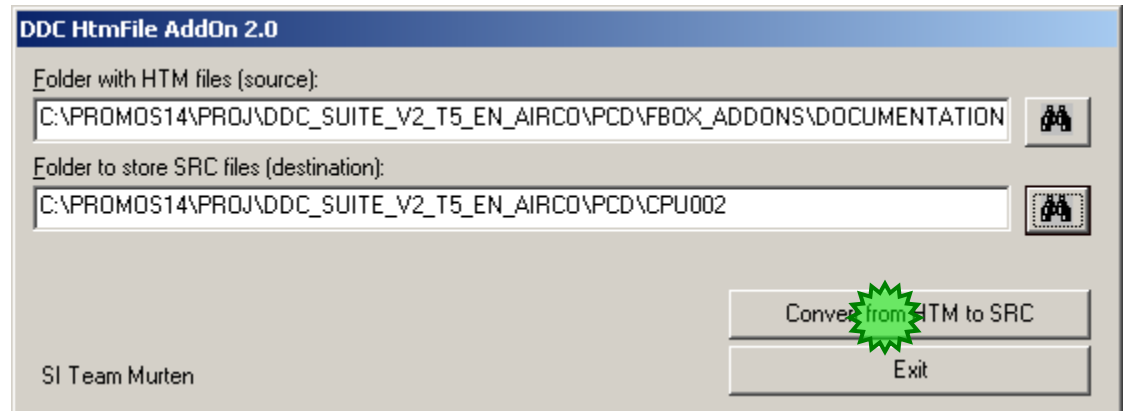 DDC HtmFile AddOn 2.0
Folder with HTM files (source):
C:\PROMOS14\PROJ\DDC_SUITE_V2_T5_EN_AIRCO\PCD\FBOX_ADDONS\DOCUMENTATION
Folder to store SRC files (destination):
C:\PROMOS14\PROJ\DDC_SUITE_V2_T5_EN_AIRCO\PCD\CPU002
Convert from HTM to SRC
SI Team Murten
Exit